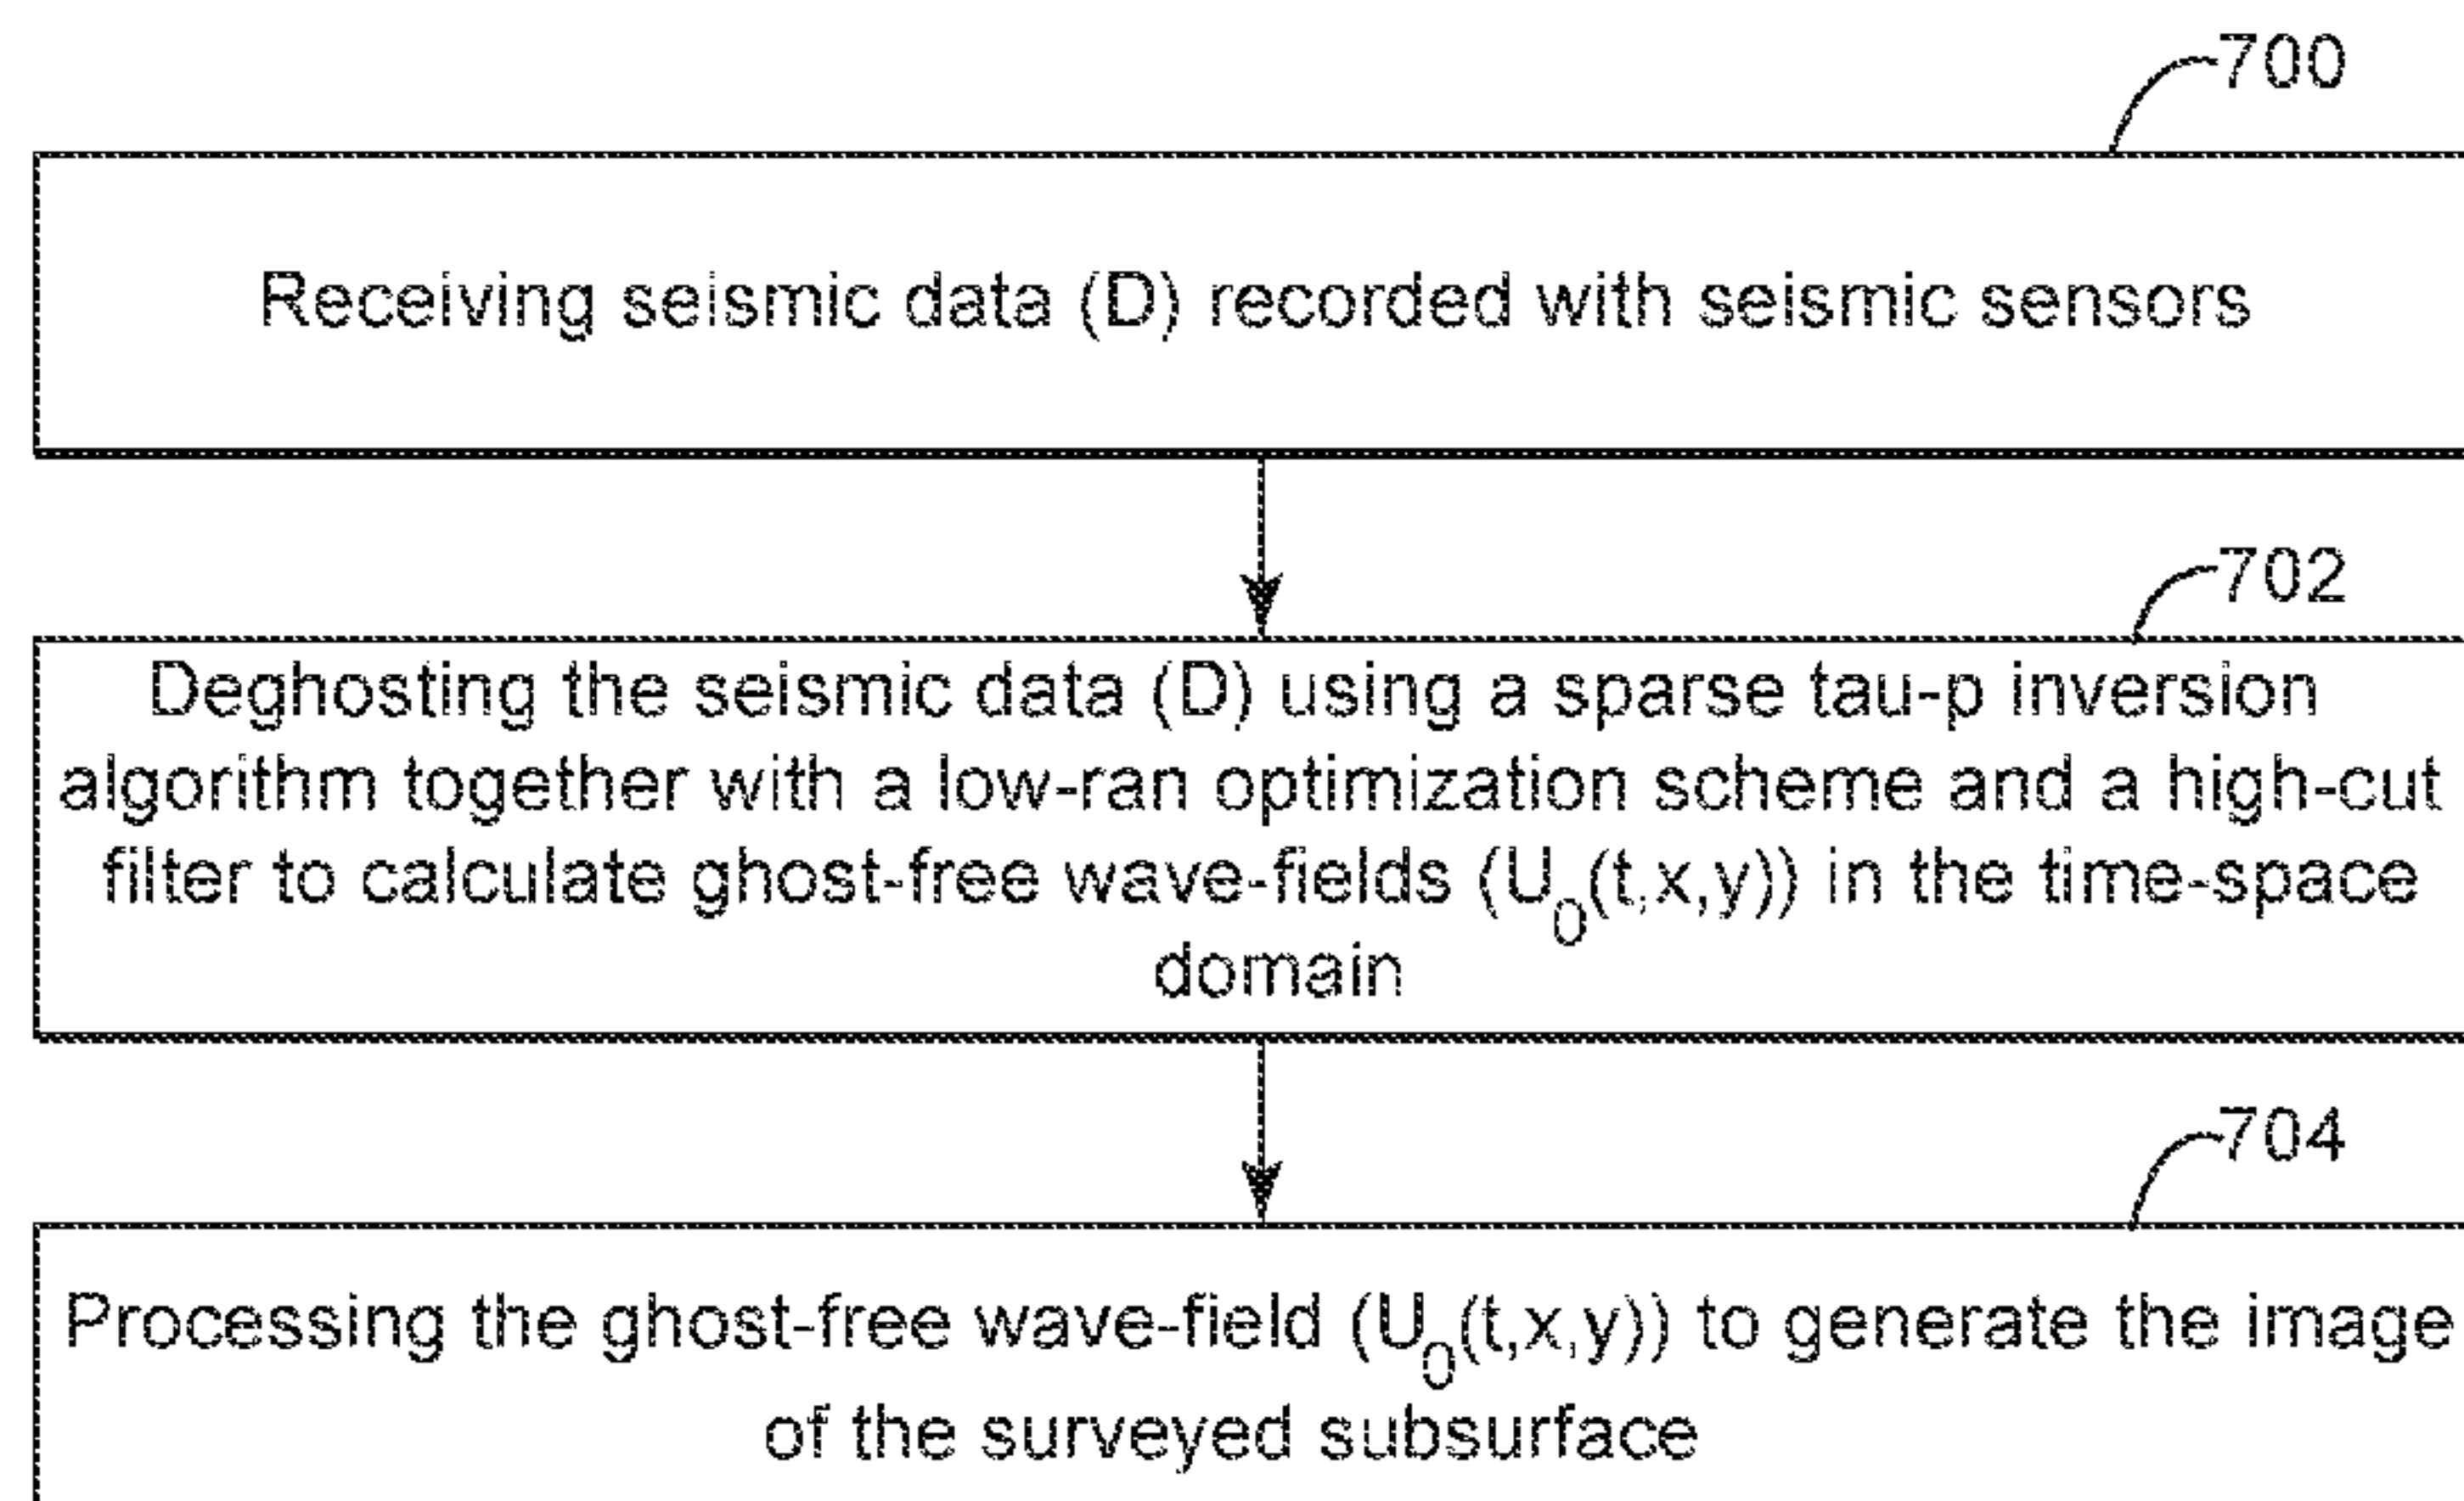 700
Receiving seismic data (D) recorded with seismic sensors
702
Deghosting the seismic data (D) using a sparse tau-p inversion
algorithm together with a low-ran optimization scheme and a high-cut
filter to calculate ghost-free wave-fields (U₀(t,x,y)) in the time-space
domain
704
Processing the ghost-free wave-field (U₀(t,x,y)) to generate the image
of the surveyed subsurface